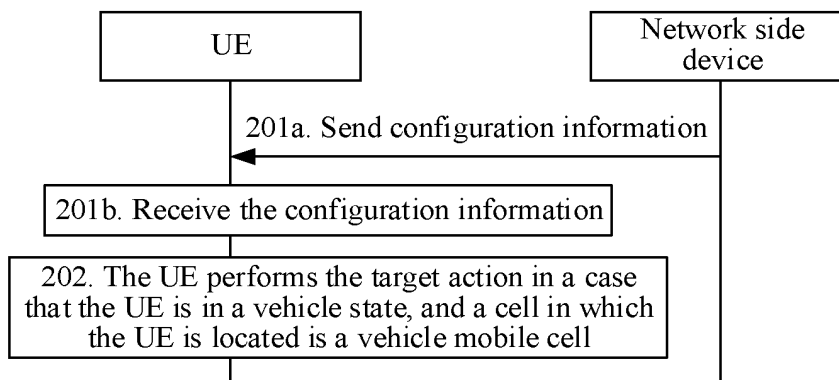 UE
Network side
device
201a. Send configuration information
201b. Receive the configuration information
202. The UE performs the target action in a case
that the UE is in a vehicle state, and a cell in which
the UE is located is a vehicle mobile cell